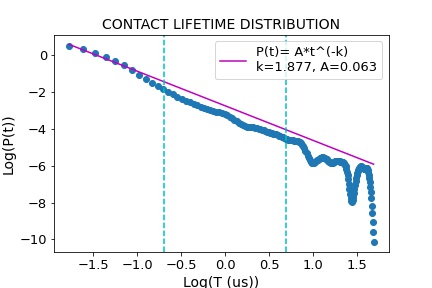 CONTACT LIFETIME DISTRIBUTION
P(t)= A*t^(-k)
k=1.877, A=0.063
Log(P(t))
0
−2
−4
−6
−8
−10
−1.5 −1.0 −0.5 0.0 0.5 1.0 1.5
Log(T (us))